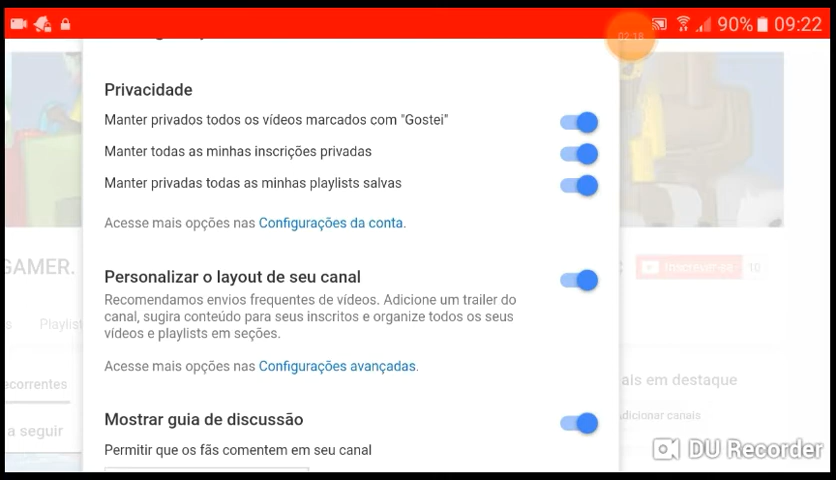 02:18
90%
09:22
Privacidade
Manter privados todos os vídeos marcados com "Gostei"
Manter todas as minhas inscrições privadas
Manter privadas todas as minhas playlists salvas
Acesse mais opções nas Configurações da conta.
GAMER.
Inscrever-se 10
Personalizar o layout de seu canal
Recomendamos envios frequentes de vídeos. Adicione um trailer do
canal, sugira conteúdo para seus inscritos e organize todos os seus
vídeos e playlists em seções.
s Playlist
Acesse mais opções nas Configurações avançadas.
ecorrentes
ais em destaque
Adicionar canais
Mostrar guia de discussão
a seguir
Permitir que os fãs comentem em seu canal
DU Recorder